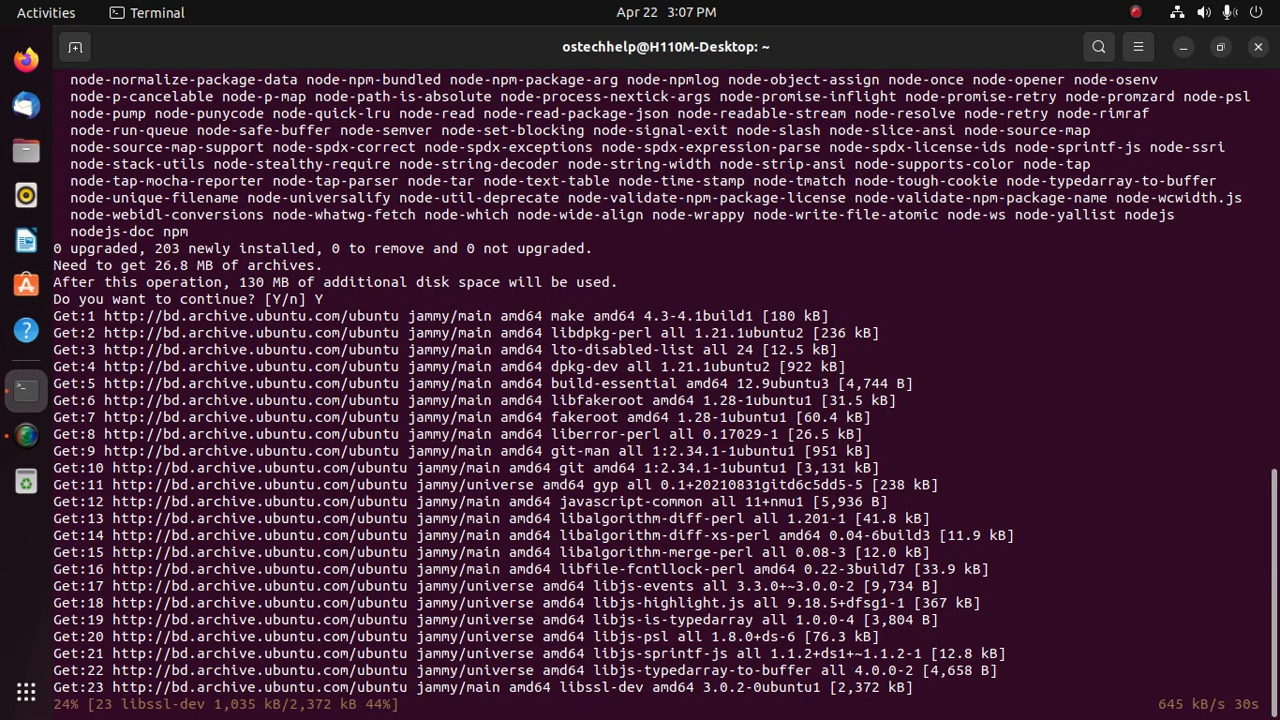 Activities
Terminal
Apr 22 3:07 PM
ostechhelp@H110M-Desktop: ~
node-normalize-package-data node-npm-bundled node-npm-package-arg node-npmlog node-object-assign node-once node-opener node-osenv
node-p-cancelable node-p-map node-path-is-absolute node-process-nextick-args node-promise-inflight node-promise-retry node-promzard node-psl
node-pump node-punycode node-quick-lru node-read node-read-package-json node-readable-stream node-resolve node-retry node-rimraf
node-run-queue node-safe-buffer node-semver node-set-blocking node-signal-exit node-slash node-slice-ansi node-source-map
node-source-map-support node-spdx-correct node-spdx-exceptions node-spdx-expression-parse node-spdx-license-ids node-sprintf-js node-ssri
node-stack-utils node-stealthy-require node-string-decoder node-string-width node-strip-ansi node-supports-color node-tap
node-tap-mocha-reporter node-tap-parser node-tar node-text-table node-time-stamp node-tmatch node-tough-cookie node-typedarray-to-buffer
node-unique-filename node-universalify node-util-deprecate node-validate-npm-package-license node-validate-npm-package-name node-wcwidth.js
node-webidl-conversions node-whatwg-fetch node-which node-wide-align node-wrappy node-write-file-atomic node-ws node-yallist nodejs
nodejs-doc npm
0 upgraded, 203 newly installed, 0 to remove and 0 not upgraded.
Need to get 26.8 MB of archives.
After this operation, 130 MB of additional disk space will be used.
Do you want to continue? [Y/n] Y
Get:1 http://bd.archive.ubuntu.com/ubuntu jammy/main amd64 make amd64 4.3-4.1build1 [180 kB]
Get:2 http://bd.archive.ubuntu.com/ubuntu jammy/main amd64 libdpkg-perl all 1.21.1ubuntu2 [236 kB]
Get:3 http://bd.archive.ubuntu.com/ubuntu jammy/main amd64 lto-disabled-list all 24 [12.5 kB]
Get:4 http://bd.archive.ubuntu.com/ubuntu jammy/main amd64 dpkg-dev all 1.21.1ubuntu2 [922 kB]
Get:5 http://bd.archive.ubuntu.com/ubuntu jammy/main amd64 build-essential amd64 12.9ubuntu3 [4,744 B]
Get:6 http://bd.archive.ubuntu.com/ubuntu jammy/main amd64 libfakeroot amd64 1.28-1ubuntu1 [31.5 kB]
Get:7 http://bd.archive.ubuntu.com/ubuntu jammy/main amd64 fakeroot amd64 1.28-1ubuntu1 [60.4 kB]
Get:8 http://bd.archive.ubuntu.com/ubuntu jammy/main amd64 liberror-perl all 0.17029-1 [26.5 kB]
Get:9 http://bd.archive.ubuntu.com/ubuntu jammy/main amd64 git-man all 1:2.34.1-1ubuntu1 [951 kB]
Get:10 http://bd.archive.ubuntu.com/ubuntu jammy/main amd64 git amd64 1:2.34.1-1ubuntu1 [3,131 kB]
Get:11 http://bd.archive.ubuntu.com/ubuntu jammy/universe amd64 gyp all 0.1+20210831gitd6c5dd5-5 [238 kB]
Get:12 http://bd.archive.ubuntu.com/ubuntu jammy/main amd64 javascript-common all 11+nmu1 [5,936 B]
Get:13 http://bd.archive.ubuntu.com/ubuntu jammy/main amd64 libalgorithm-diff-perl all 1.201-1 [41.8 kB]
Get:14 http://bd.archive.ubuntu.com/ubuntu jammy/main amd64 libalgorithm-diff-xs-perl amd64 0.04-6build3 [11.9 kB]
Get:15 http://bd.archive.ubuntu.com/ubuntu jammy/main amd64 libalgorithm-merge-perl all 0.08-3 [12.0 kB]
Get:16 http://bd.archive.ubuntu.com/ubuntu jammy/main amd64 libfile-fcntllock-perl amd64 0.22-3build7 [33.9 kB]
Get:17 http://bd.archive.ubuntu.com/ubuntu jammy/universe amd64 libjs-events all 3.3.0+~3.0.0-2 [9,734 B]
Get:18 http://bd.archive.ubuntu.com/ubuntu jammy/universe amd64 libjs-highlight.js all 9.18.5+dfsg1-1 [367 kB]
Get:19 http://bd.archive.ubuntu.com/ubuntu jammy/universe amd64 libjs-is-typedarray all 1.0.0-4 [3,804 B]
Get:20 http://bd.archive.ubuntu.com/ubuntu jammy/universe amd64 libjs-psl all 1.8.0+ds-6 [76.3 kB]
Get:21 http://bd.archive.ubuntu.com/ubuntu jammy/universe amd64 libjs-sprintf-js all 1.1.2+ds1+~1.1.2-1 [12.8 kB]
Get:22 http://bd.archive.ubuntu.com/ubuntu jammy/universe amd64 libjs-typedarray-to-buffer all 4.0.0-2 [4,658 B]
Get:23 http://bd.archive.ubuntu.com/ubuntu jammy/main amd64 libssl-dev amd64 3.0.2-0ubuntu1 [2,372 kB]
24% [23 libssl-dev 1,035 kB/2,372 kB 44%] 645 kB/s 30s